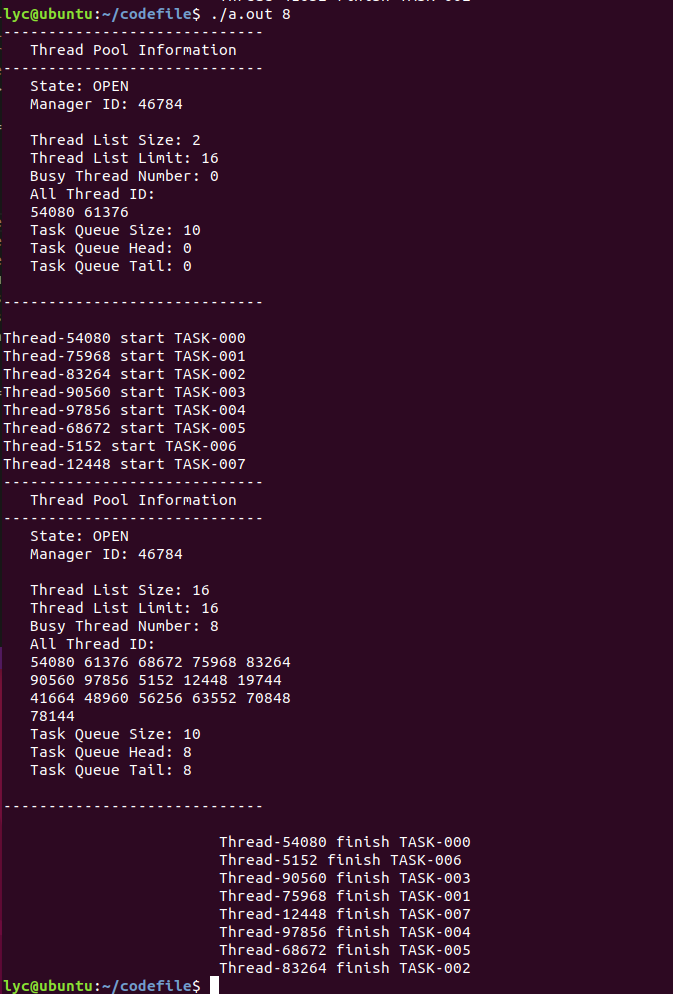 lyc@ubuntu:~/codefile$ ./a.out 8
-----------------------------
Thread Pool Information
-----------------------------
State: OPEN
Manager ID: 46784
Thread List Size: 2
Thread List Limit: 16
Busy Thread Number: 0
All Thread ID:
54080 61376
Task Queue Size: 10
Task Queue Head: 0
Task Queue Tail: 0
-----------------------------
Thread-54080 start TASK-000
Thread-75968 start TASK-001
Thread-83264 start TASK-002
Thread-90560 start TASK-003
Thread-97856 start TASK-004
Thread-68672 start TASK-005
Thread-5152 start TASK-006
Thread-12448 start TASK-007
-----------------------------
Thread Pool Information
-----------------------------
State: OPEN
Manager ID: 46784
Thread List Size: 16
Thread List Limit: 16
Busy Thread Number: 8
All Thread ID:
54080 61376 68672 75968 83264
90560 97856 5152 12448 19744
41664 48960 56256 63552 70848
78144
Task Queue Size: 10
Task Queue Head: 8
Task Queue Tail: 8
-----------------------------
Thread-54080 finish TASK-000
Thread-5152 finish TASK-006
Thread-90560 finish TASK-003
Thread-75968 finish TASK-001
Thread-12448 finish TASK-007
Thread-97856 finish TASK-004
Thread-68672 finish TASK-005
Thread-83264 finish TASK-002
lyc@ubuntu:~/codefile$